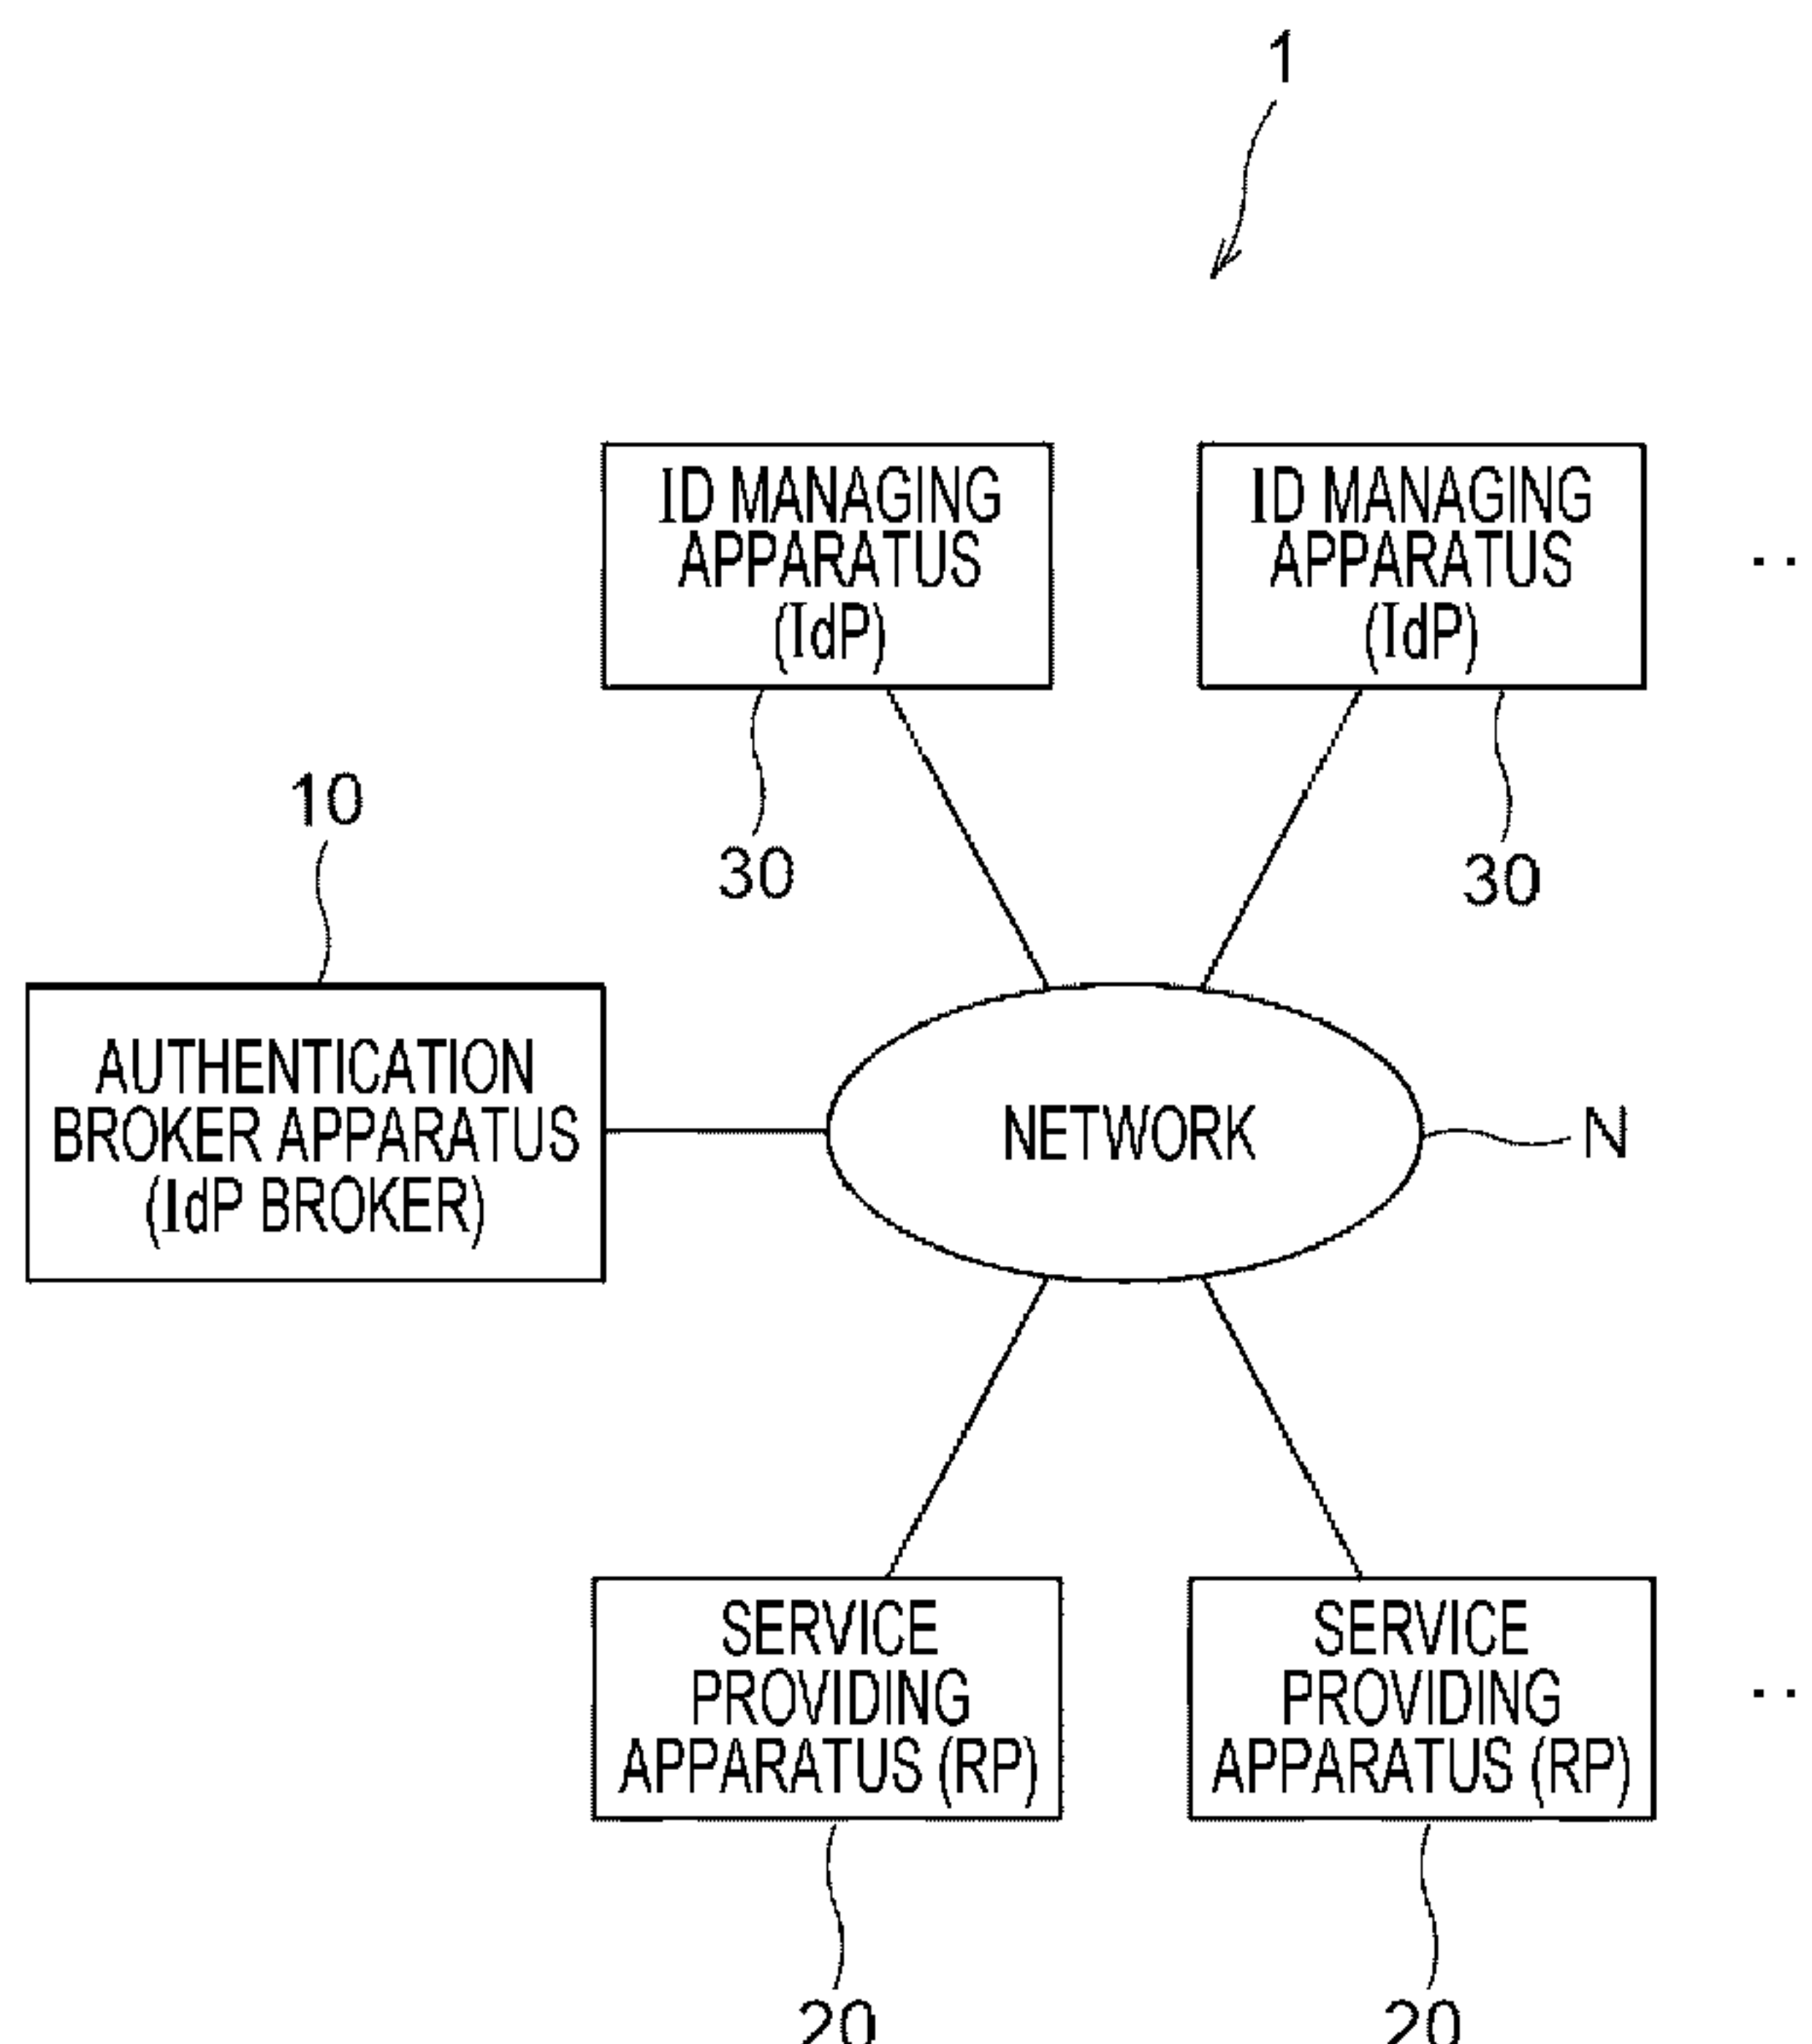 1
ID MANAGING
APPARATUS
(IdP)
ID MANAGING
APPARATUS
(IdP)
. .
30
30
10
AUTHENTICATION
BROKER APPARATUS
(IdP BROKER)
NETWORK
N
SERVICE
PROVIDING
APPARATUS (RP)
SERVICE
PROVIDING
APPARATUS (RP)
. .
20
20